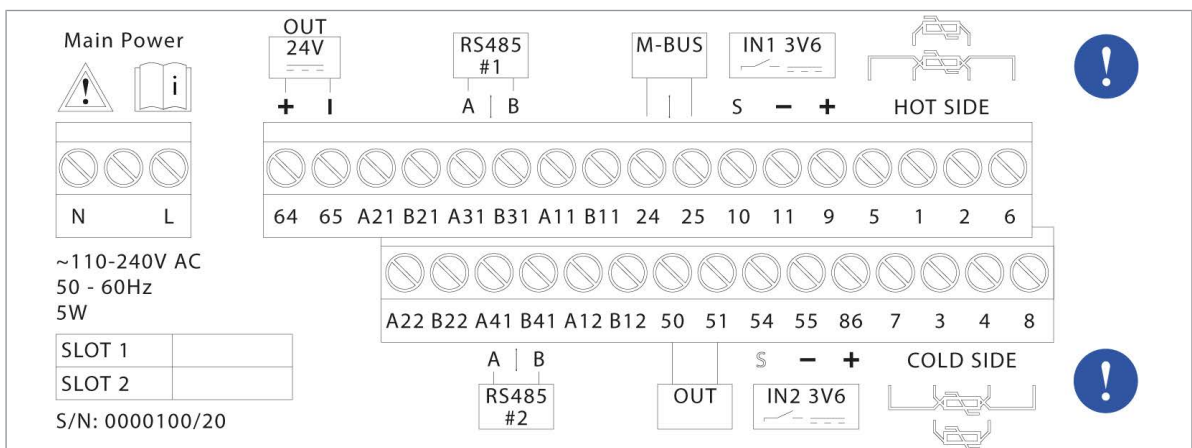 Main Power
OUT
24V
RS485
#1
M-BUS
IN1 3V6
! i
+ I
A B
S − +
HOT SIDE
!
N L
64 65 A21 B21 A31 B31 A11 B11 24 25 10 11 9 5 1 2 6
~110-240V AC
50 - 60Hz
5W
A22 B22 A41 B41 A12 B12 50 51 54 55 86 7 3 4 8
SLOT 1
SLOT 2
S/N: 0000100/20
A B
S − +
COLD SIDE
RS485
#2
OUT
IN2 3V6
!